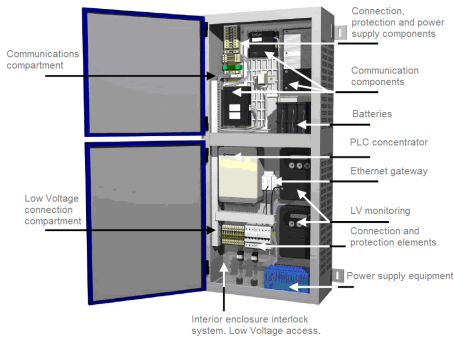 Connection,
protection and power
supply components
Communications
compartment
Communication
components
Batteries
PLC concentrator
Ethernet gateway
Low Voltage
connection
compartment
LV monitoring
Connection and
protection elements
Power supply equipment
Interior enclosure interlock
system. Low Voltage access.